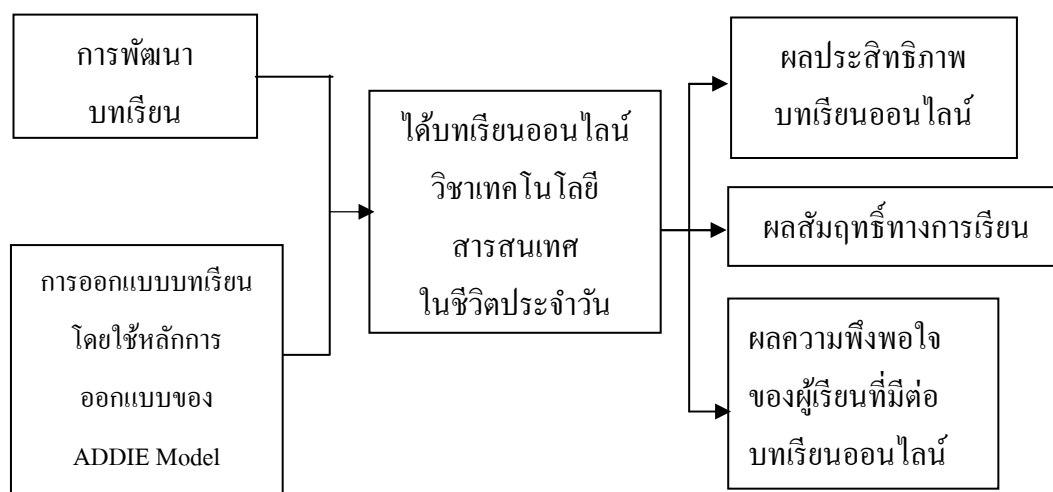 การพัฒนา
บทเรียน
การออกแบบบทเรียน
โดยใช้หลักการ
ออกแบบของ
ADDIE Model
ได้บทเรียนออนไลน์
วิชาเทคโนโลยี
สารสนเทศ
ในชีวิตประจำวัน
ผลประสิทธิภาพ
บทเรียนออนไลน์
ผลสัมฤทธิ์ทางการเรียน
ผลความพึงพอใจ
ของผู้เรียนที่มีต่อ
บทเรียนออนไลน์